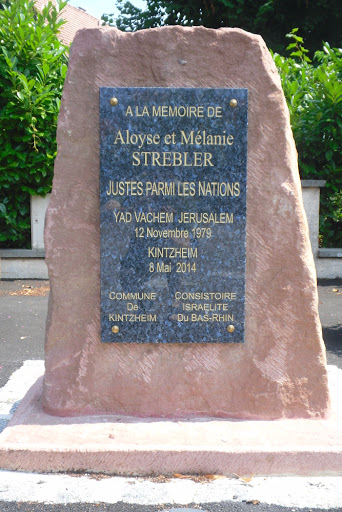 A LA MEMOIRE DE
Aloyse et Mélanie
STREBLER
JUSTES PARMI LES NATIONS
YAD VACHEM JERUSALEM
12 Novembre 1979
KINTZHEIM
8 Mai 2014
COMMUNE
De
KINTZHEIM
CONSISTOIRE
ISRAELITE
Du BAS-RHIN